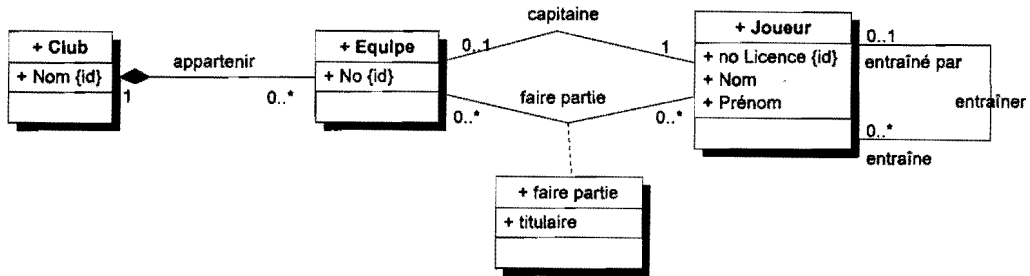 + Club
+ Nom {id}
1
appartenir
0..*
+ Equipe
+ No {id}
0..1
capitaine
1
0..*
faire partie
0..*
+ Joueur
+ no Licence {id}
+ Nom
+ Prénom
0..1
entraîné par
entraîner
0..*
entraîne
+ faire partie
+ titulaire